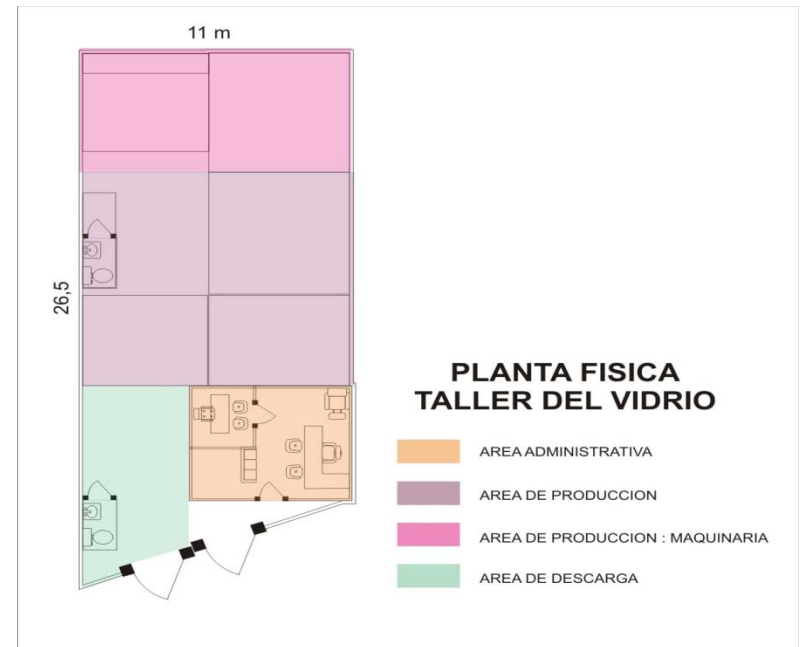 11 m
26,5
PLANTA FISICA
TALLER DEL VIDRIO
AREA ADMINISTRATIVA
AREA DE PRODUCCION
AREA DE PRODUCCION : MAQUINARIA
AREA DE DESCARGA